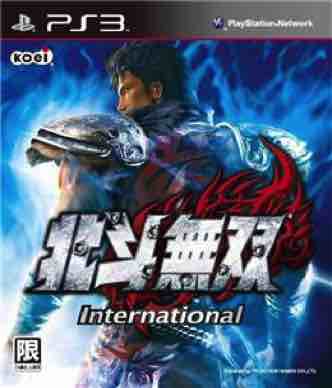 PS3
PlayStation®Network
KOEI
北斗無双
International
限